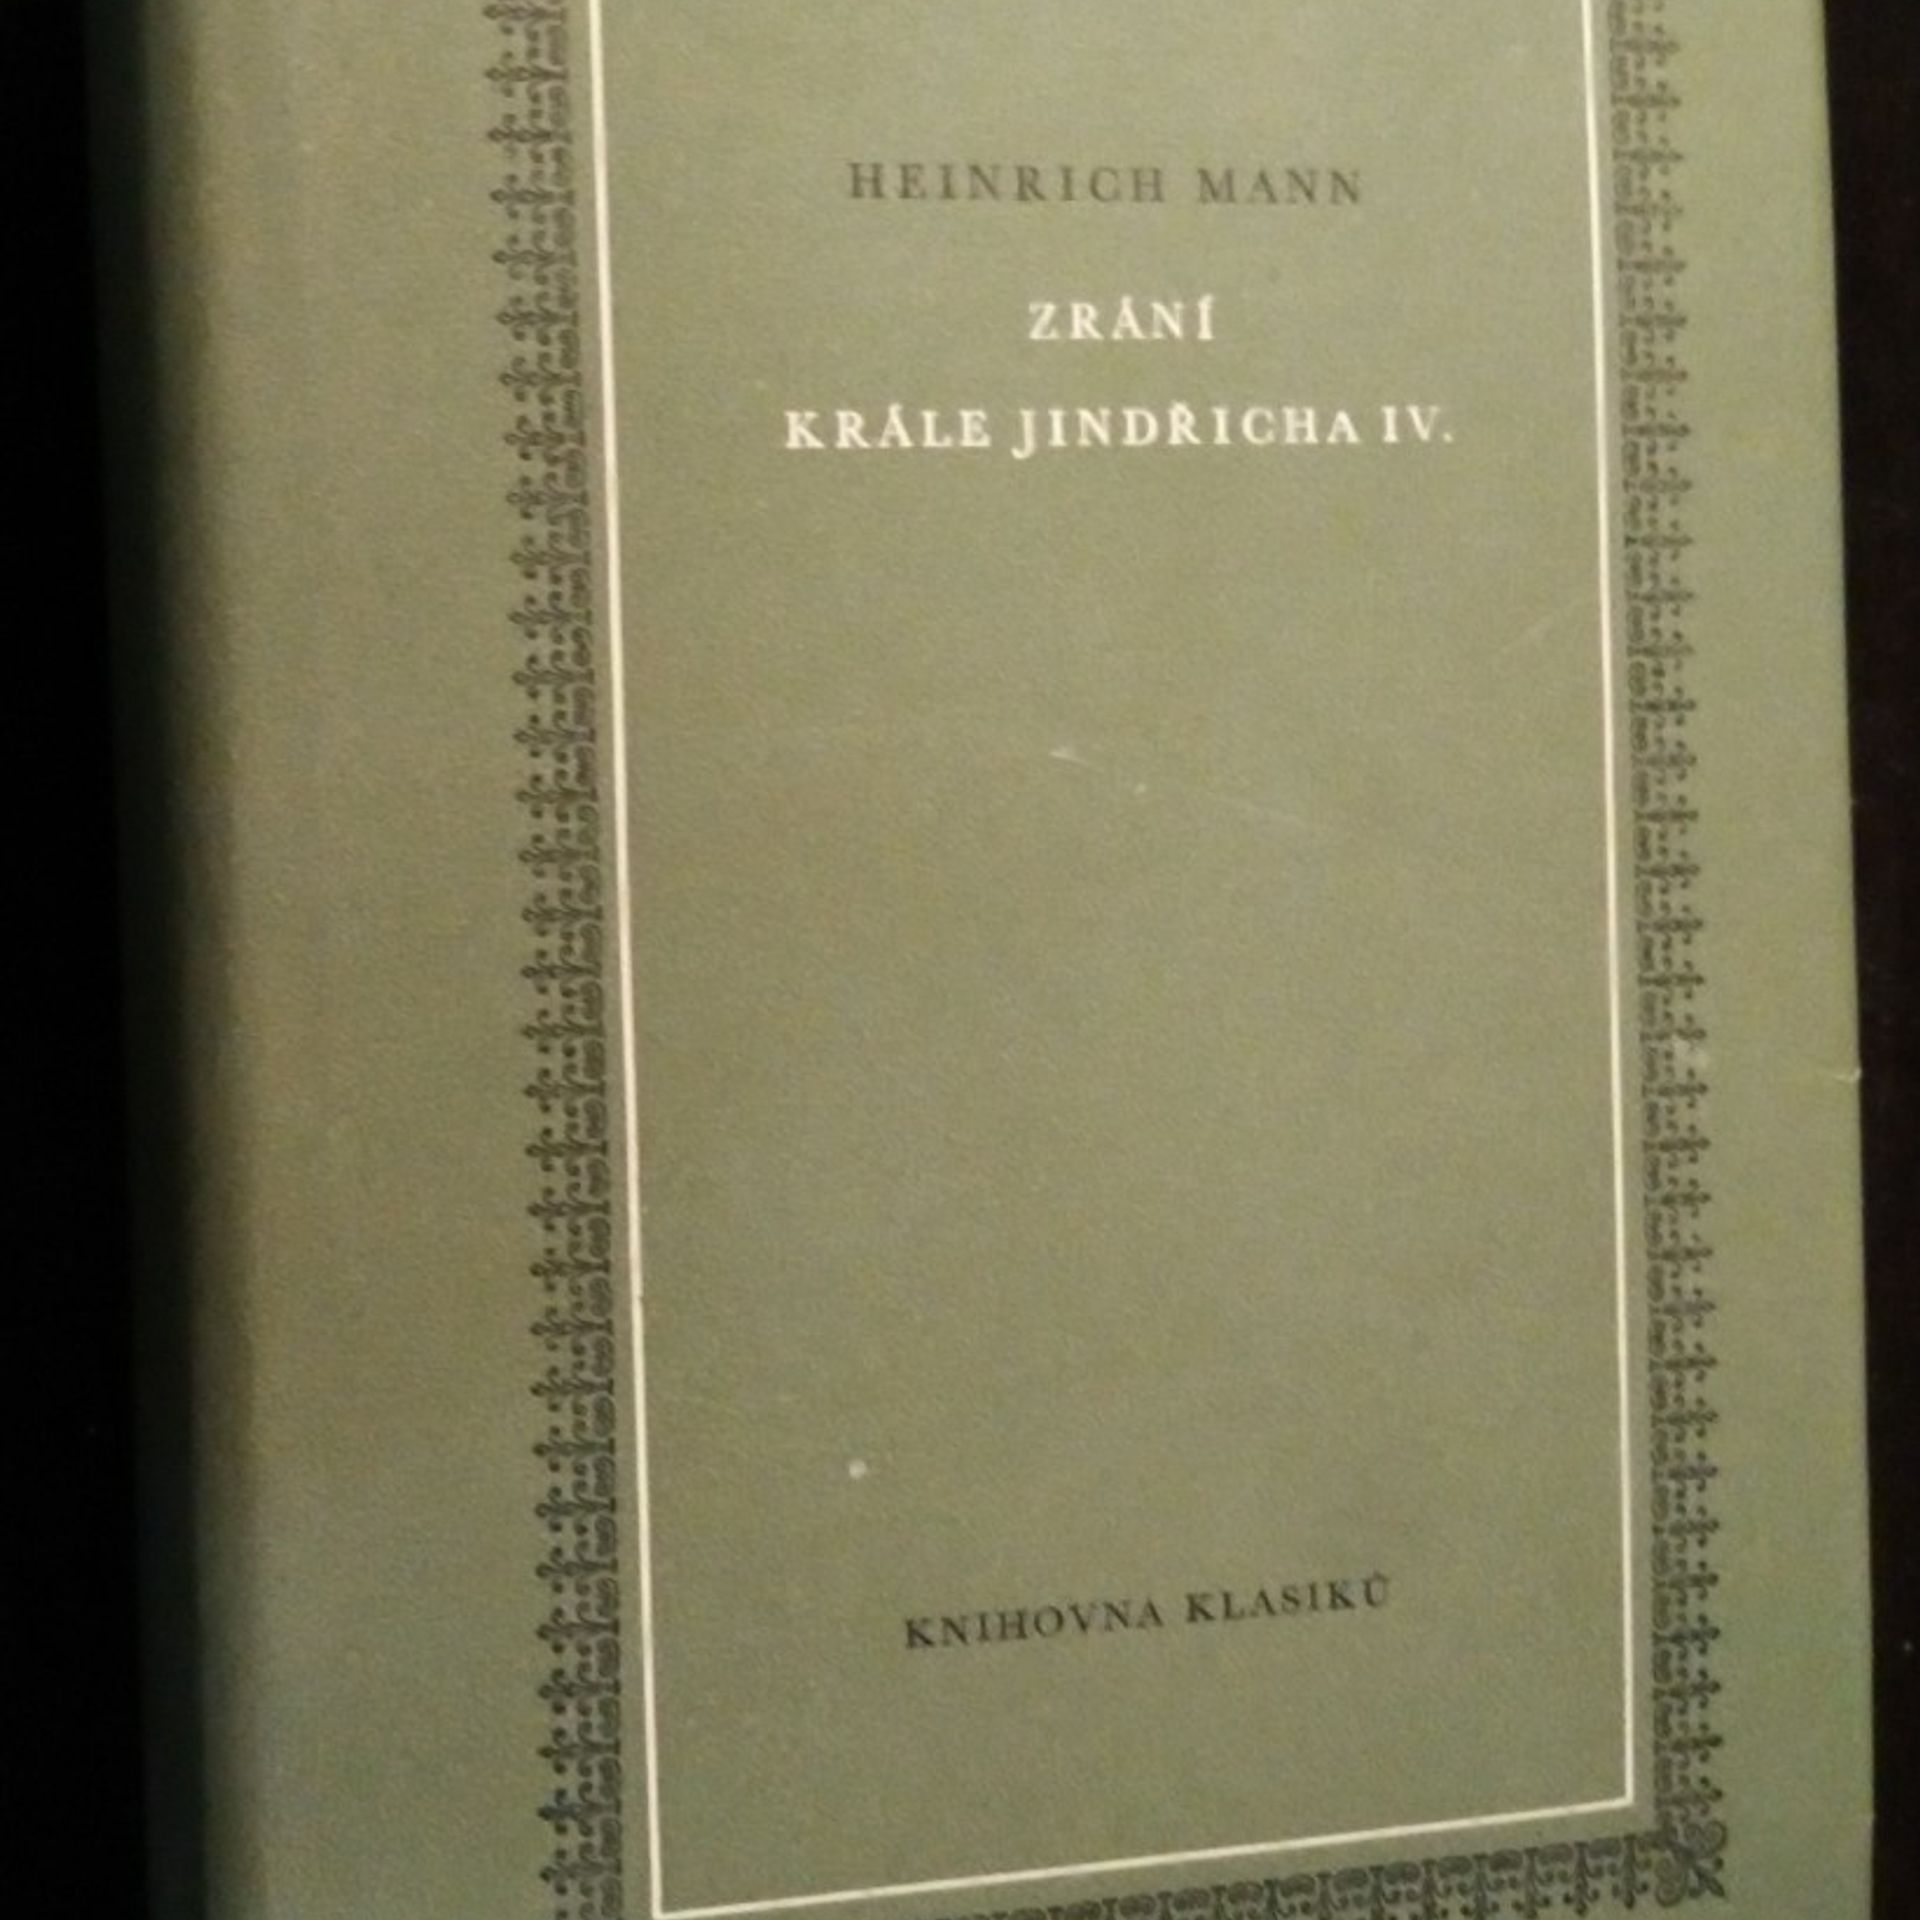 HEINRICH MANN
ZRÁNÍ
KRÁLE JINDŘICHA IV.
KNIHOVNA KLASIKŮ